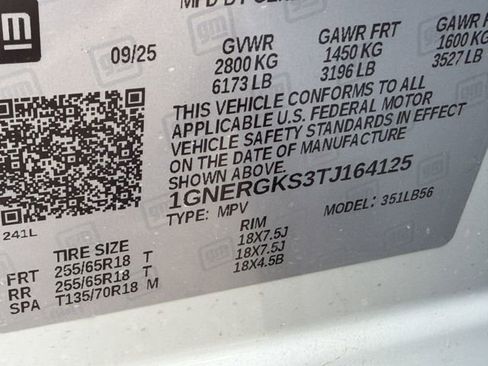 gm
09/25
GVWR
2800 KG
6173 LB
GAWR FRT
1450 KG
3196 LB
GAWR
1600 KG
3527 LB
THIS VEHICLE CONFORMS TO ALL
APPLICABLE U.S. FEDERAL MOTOR
VEHICLE SAFETY STANDARDS IN EFFECT
ON THE DATE OF MANUFACTURE
SHOWN ABOVE.
1GNERGKS3TJ164125
TYPE: MPV
MODEL: 351LB56
241L
TIRE SIZE
RIM
FRT 255/65R18 T 18X7.5J
RR 255/65R18 T 18X7.5J
SPA T135/70R18 M 18X4.5B